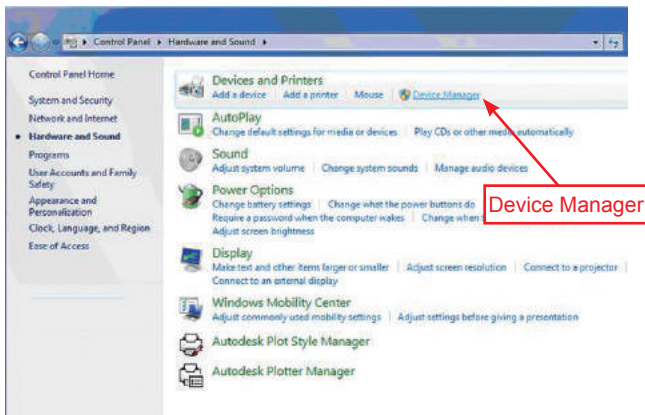 Control Panel ▸ Hardware and Sound ▸
Control Panel Home
System and Security
Network and Internet
Hardware and Sound
Programs
User Accounts and Family
Safety
Appearance and
Personalization
Clock, Language, and Region
Ease of Access
Devices and Printers
Add a device Add a printer Mouse Device Manager
AutoPlay
Change default settings for media or devices Play CDs or other media automatically
Sound
Adjust system volume Change system sounds Manage audio devices
Power Options
Change battery settings Change what the power buttons do
Require a password when the computer wakes Change when
Adjust screen brightness
Device Manager
Display
Make text and other items larger or smaller Adjust screen resolution Connect to a projector
Connect to an external display
Windows Mobility Center
Adjust commonly used mobility settings Adjust settings before giving a presentation
Autodesk Plot Style Manager
Autodesk Plotter Manager